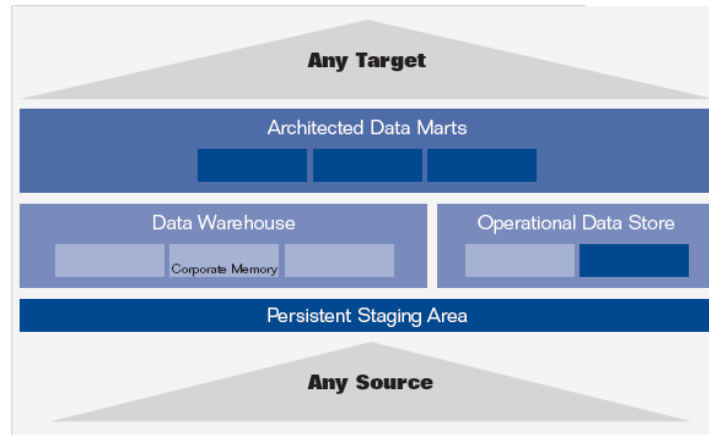 Any Target
Architected Data Marts
Data Warehouse
Corporate Memory
Operational Data Store
Persistent Staging Area
Any Source